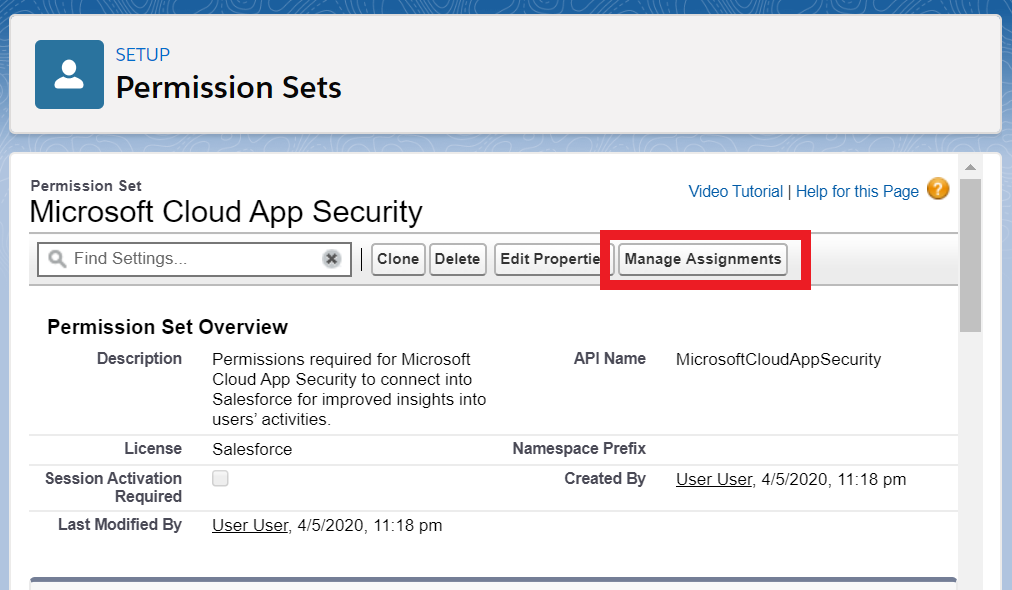 SETUP
Permission Sets
Permission Set
Microsoft Cloud App Security
Video Tutorial | Help for this Page ?
Find Settings... | Clone Delete Edit Propertie Manage Assignments
Permission Set Overview
Description Permissions required for Microsoft API Name MicrosoftCloudAppSecurity
Cloud App Security to connect into
Salesforce for improved insights into
users’ activities.
License Salesforce Namespace Prefix
Session Activation Created By User User, 4/5/2020, 11:18 pm
Required
Last Modified By User User, 4/5/2020, 11:18 pm